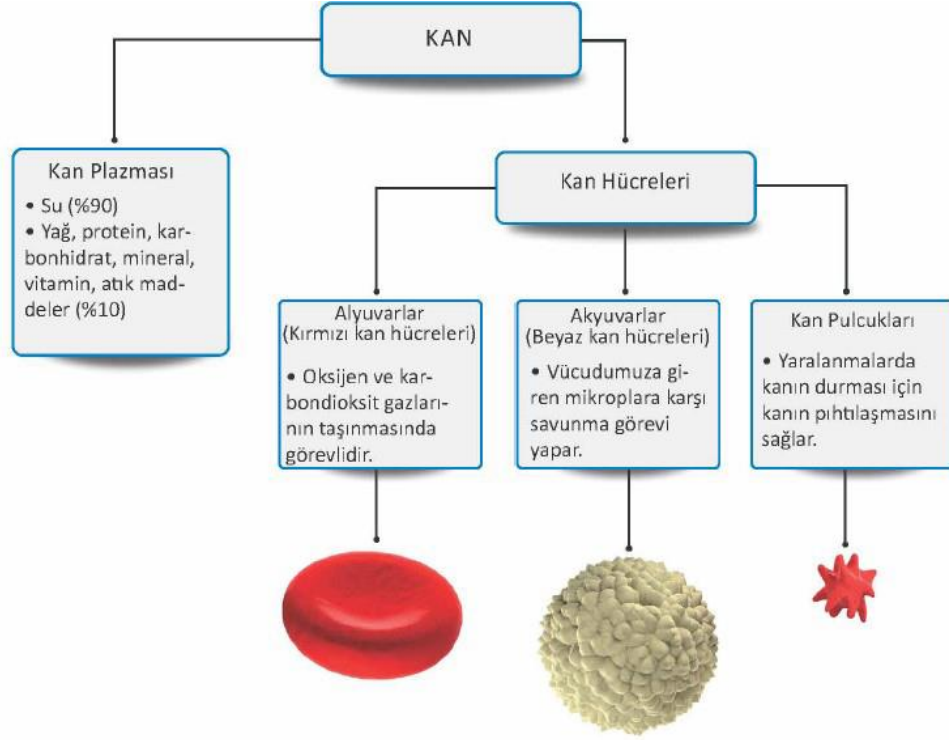 KAN
Kan Plazması
• Su (%90)
• Yağ, protein, kar-
bonhidrat, mineral,
vitamin, atık mad-
deler (%10)
Kan Hücreleri
Alyuvarlar
(Kırmızı kan hücreleri)
• Oksijen ve kar-
bondioksit gazları-
nın taşınmasında
görevlidir.
Akyuvarlar
(Beyaz kan hücreleri)
• Vücudumuza gi-
ren mikroplara karşı
savunma görevi
yapar.
Kan Pulcukları
• Yaralanmalarda
kanın durması için
kanın pıhtılaşmasını
sağlar.